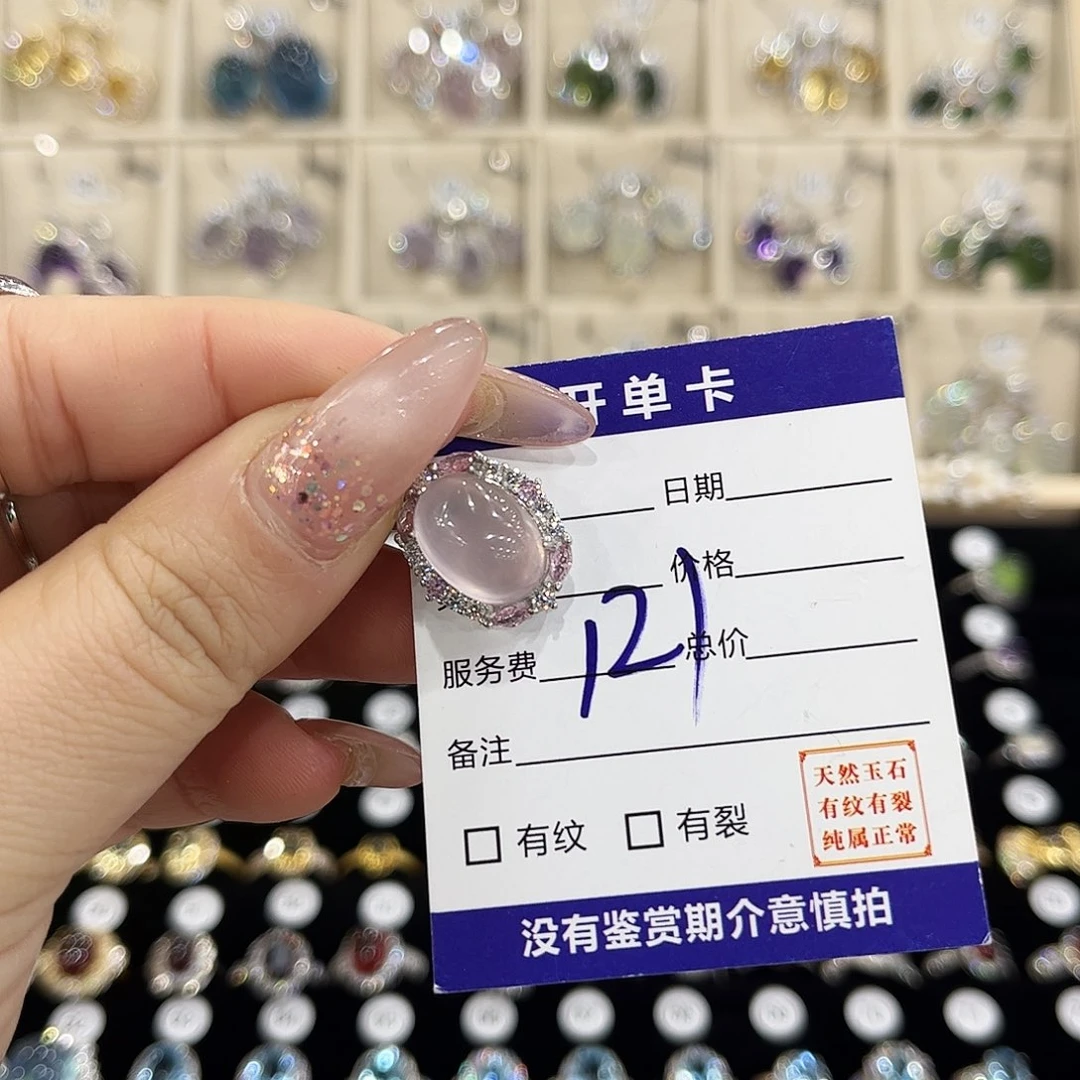 开单卡
日期
价格
121
服务费
总价
备注
□ 有纹 □ 有裂
天然玉石
有纹有裂
纯属正常
没有鉴赏期介意慎拍